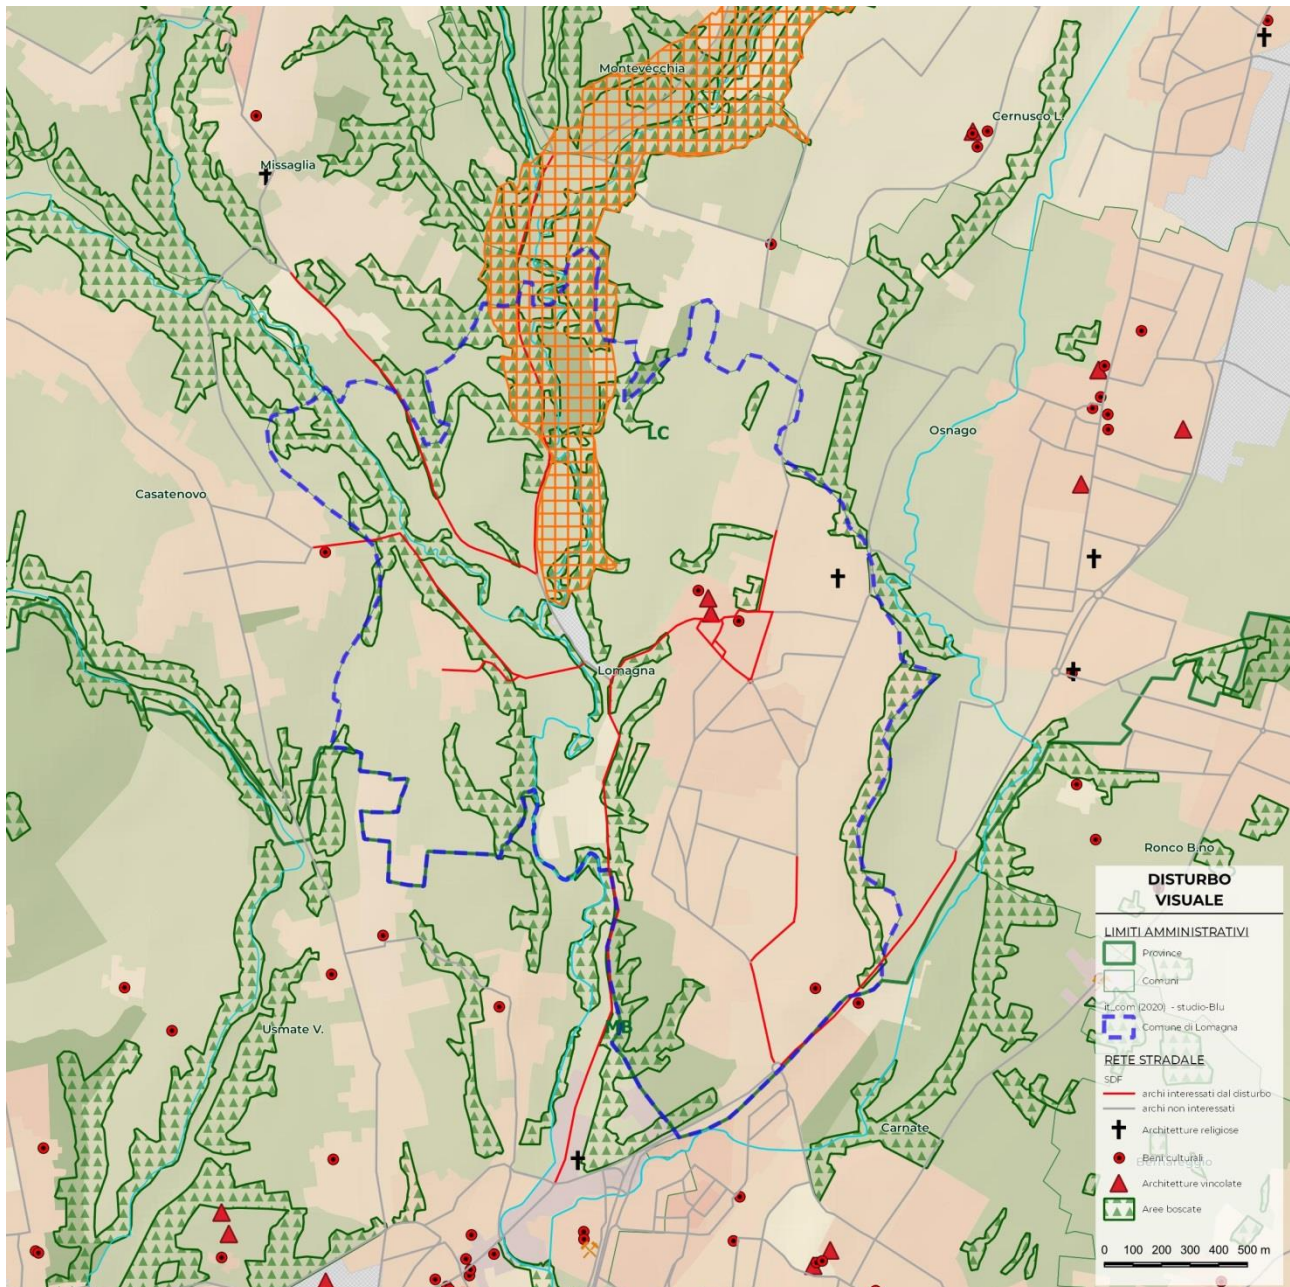 Montevecchia
Cernusco L.
Missaglia
LC
Osnago
Casatenovo
Lomagna
Ronco B.no
MB
Usmate V.
Carnate
DISTURBO
VISUALE
LIMITI AMMINISTRATIVI
Province
Comuni
it_com (2020) - studio-Blu
Comune di Lomagna
RETE STRADALE
SDF
archi interessati dal disturbo
archi non interessati
Architetture religiose
Beni culturali
Bernareggio
Architetture vincolate
Aree boscate
0 100 200 300 400 500 m